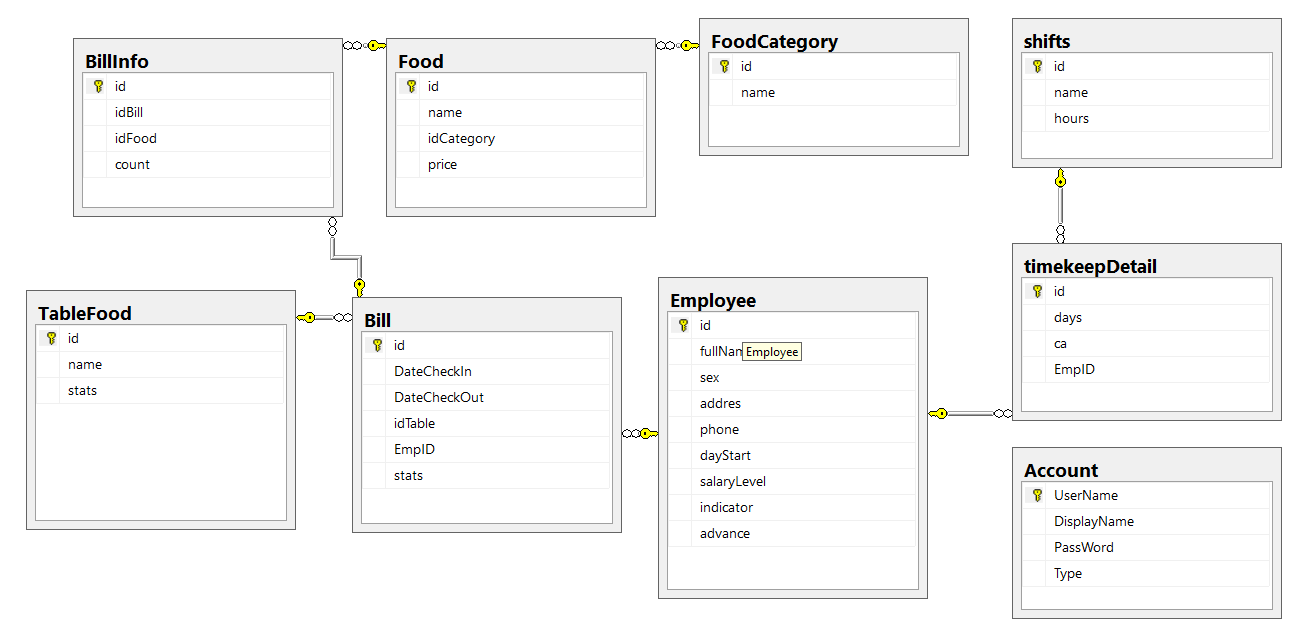 BillInfo
id
idBill
idFood
count
Food
id
name
idCategory
price
FoodCategory
id
name
shifts
id
name
hours
TableFood
id
name
stats
Bill
id
DateCheckIn
DateCheckOut
idTable
EmpID
stats
Employee
id
fullNam
Employee
sex
addres
phone
dayStart
salaryLevel
indicator
advance
timekeepDetail
id
days
ca
EmpID
Account
UserName
DisplayName
PassWord
Type